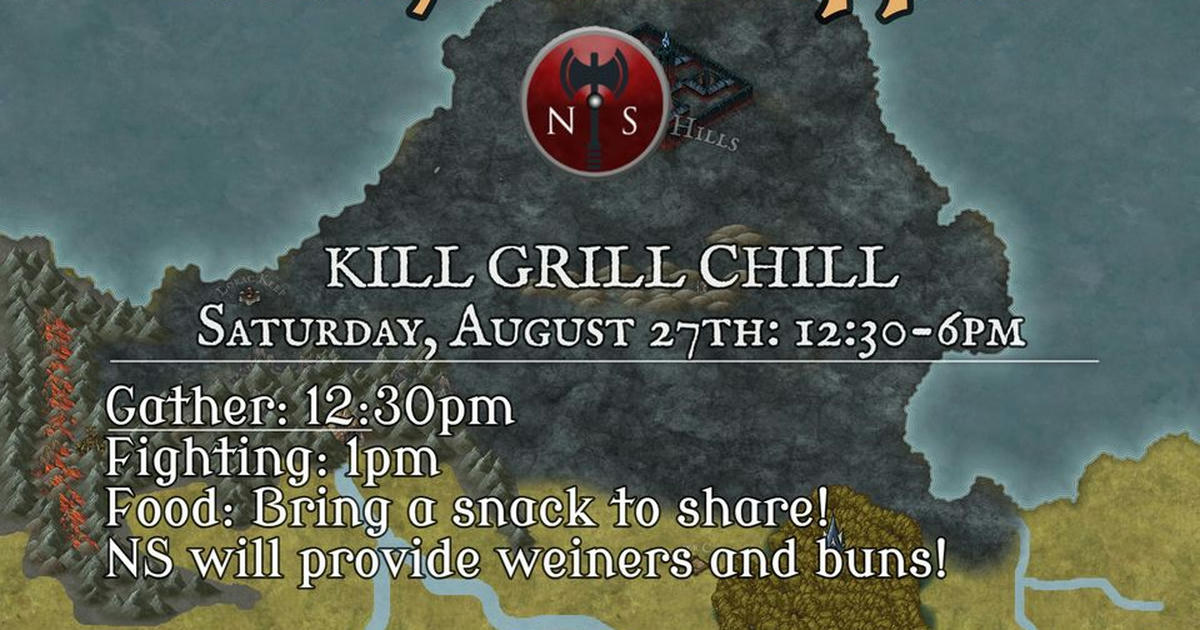 N S
HILLS
KILL GRILL CHILL
SATURDAY, AUGUST 27TH: 12:30-6PM
Gather: 12:30pm
Fighting: 1pm
Food: Bring a snack to share!
NS will provide weiners and buns!